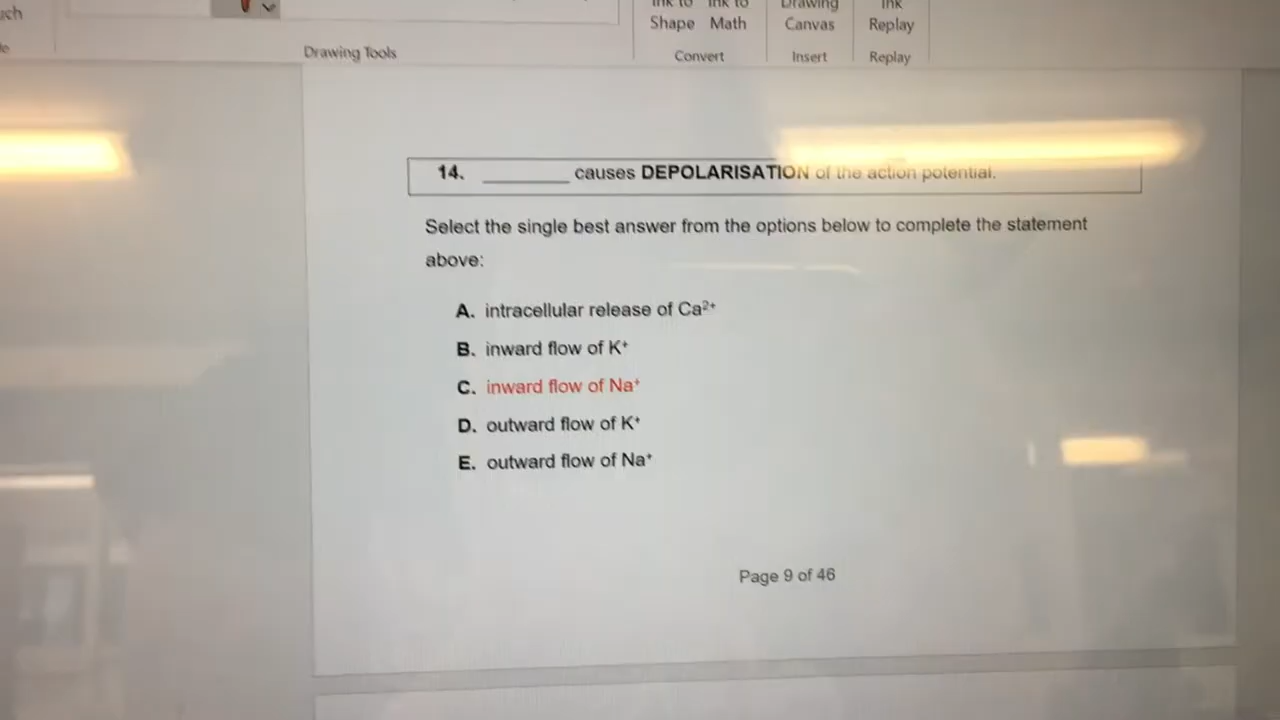 Shape Math
Canvas
Replay
Drawing Tools
Convert
Insert
Replay
14. ________ causes DEPOLARISATION of the action potential.
Select the single best answer from the options below to complete the statement
above:
A. intracellular release of Ca²⁺
B. inward flow of K⁺
C. inward flow of Na⁺
D. outward flow of K⁺
E. outward flow of Na⁺
Page 9 of 46